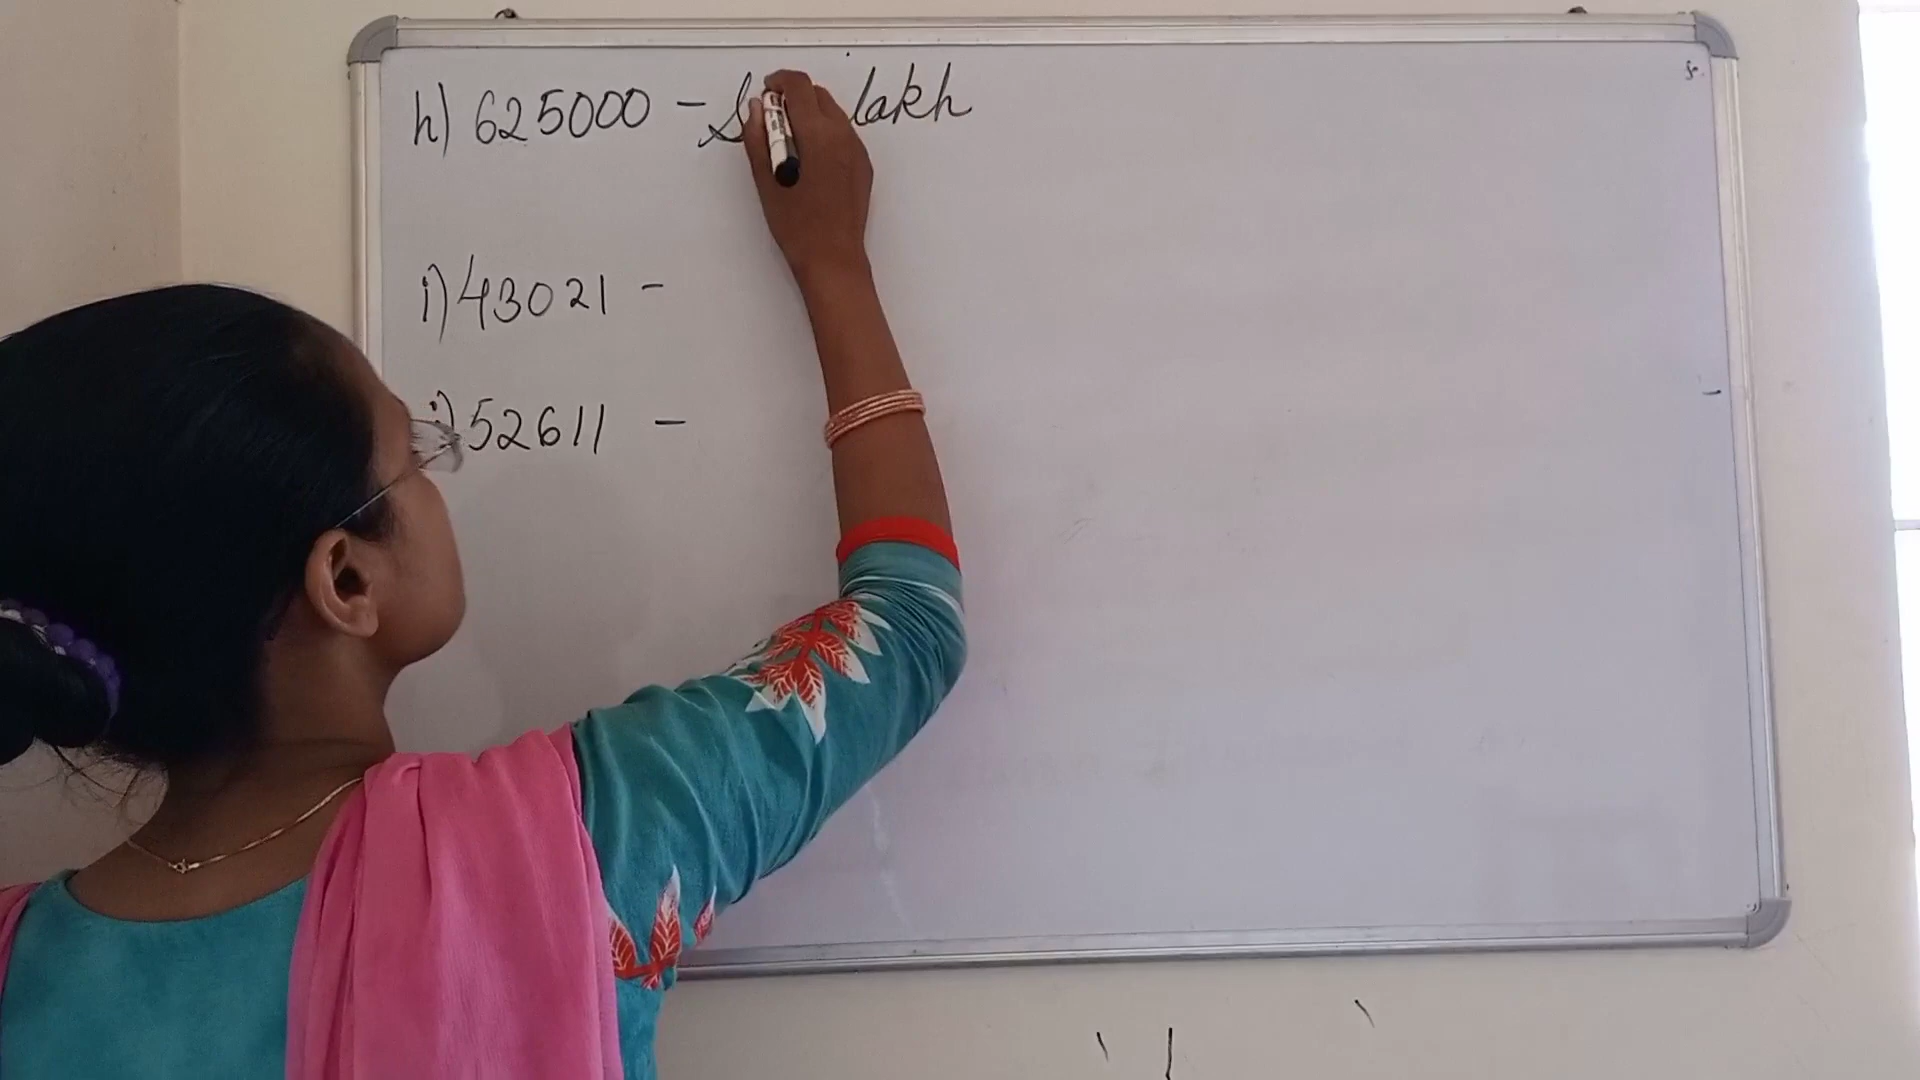 h) 625000 - lakh
i) 43021 -
52611 -